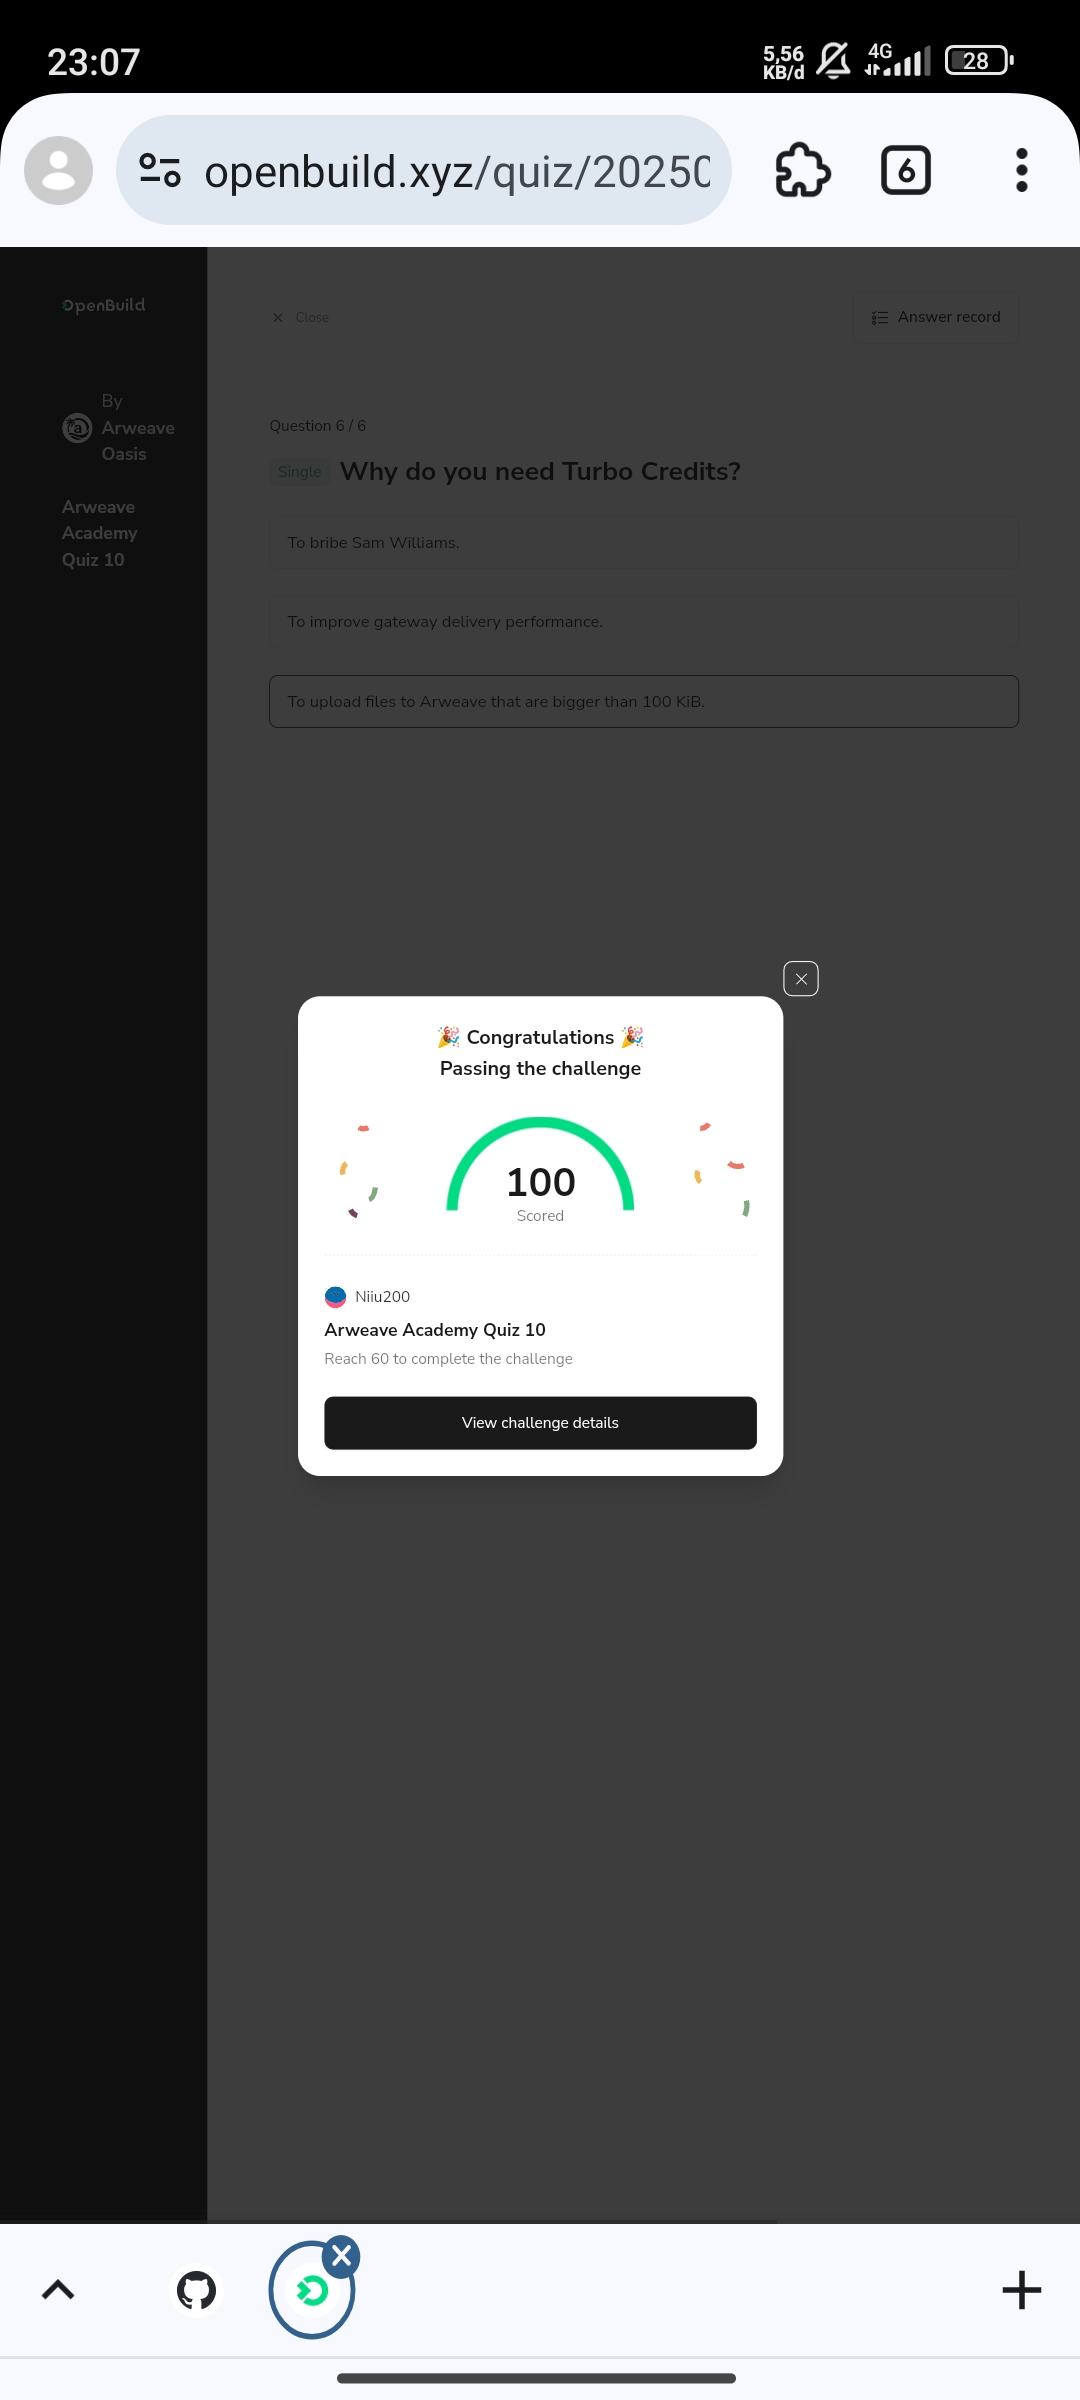 23:07
5,56
KB/d
4G
28
openbuild.xyz/quiz/20250
6
OpenBuild
Close
Answer record
By
Arweave
Oasis
Arweave
Academy
Quiz 10
Question 6 / 6
Single
Why do you need Turbo Credits?
To bribe Sam Williams.
To improve gateway delivery performance.
To upload files to Arweave that are bigger than 100 KiB.
🎉 Congratulations 🎉
Passing the challenge
100
Scored
Niiu200
Arweave Academy Quiz 10
Reach 60 to complete the challenge
View challenge details